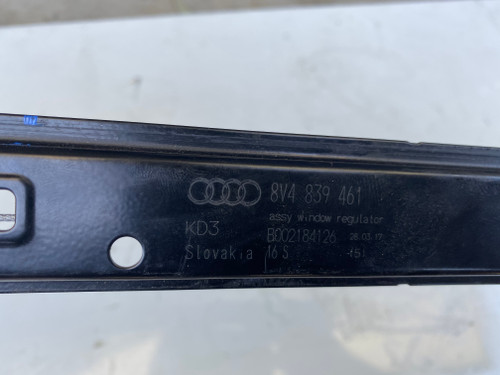 8V4 839 461
assy window regulator
KD3 B002184126 28.03.17
Slovakia 16 S